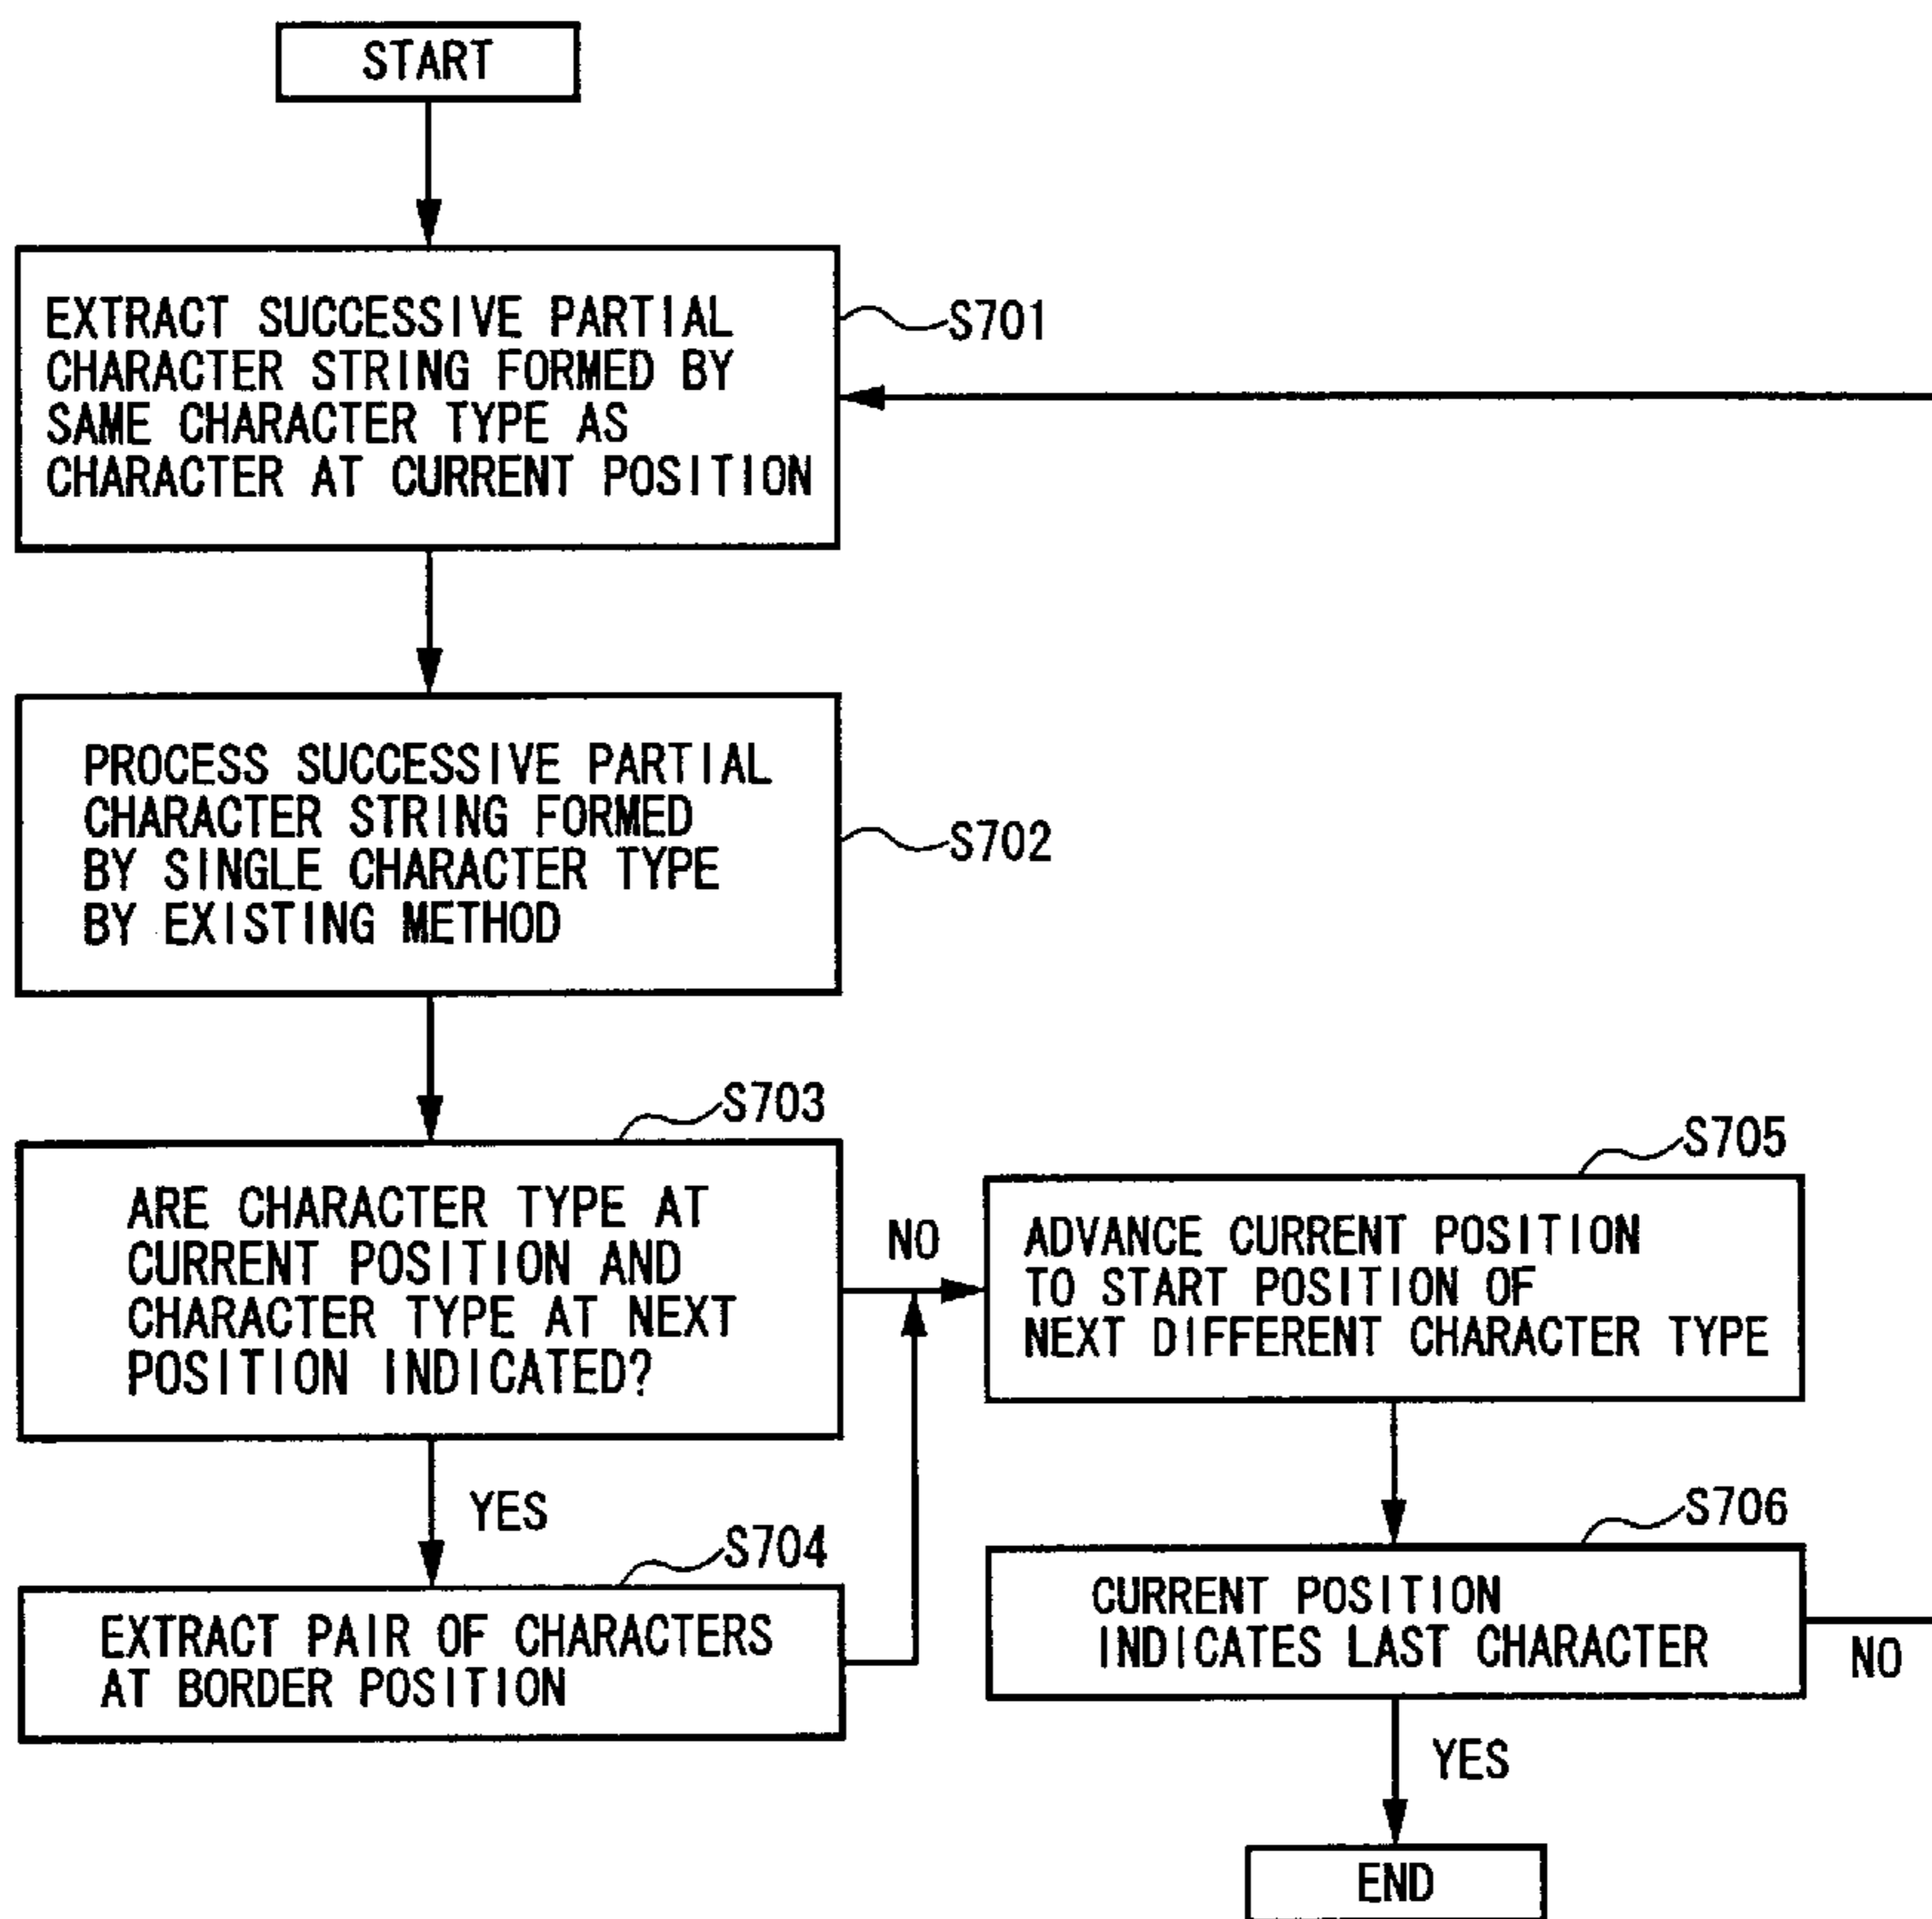 START
EXTRACT SUCCESSIVE PARTIAL
CHARACTER STRING FORMED BY
SAME CHARACTER TYPE AS
CHARACTER AT CURRENT POSITION
S701
PROCESS SUCCESSIVE PARTIAL
CHARACTER STRING FORMED
BY SINGLE CHARACTER TYPE
BY EXISTING METHOD
S702
S703
ARE CHARACTER TYPE AT
CURRENT POSITION AND
CHARACTER TYPE AT NEXT
POSITION INDICATED?
NO
YES
S704
EXTRACT PAIR OF CHARACTERS
AT BORDER POSITION
S705
ADVANCE CURRENT POSITION
TO START POSITION OF
NEXT DIFFERENT CHARACTER TYPE
S706
CURRENT POSITION
INDICATES LAST CHARACTER
NO
YES
END